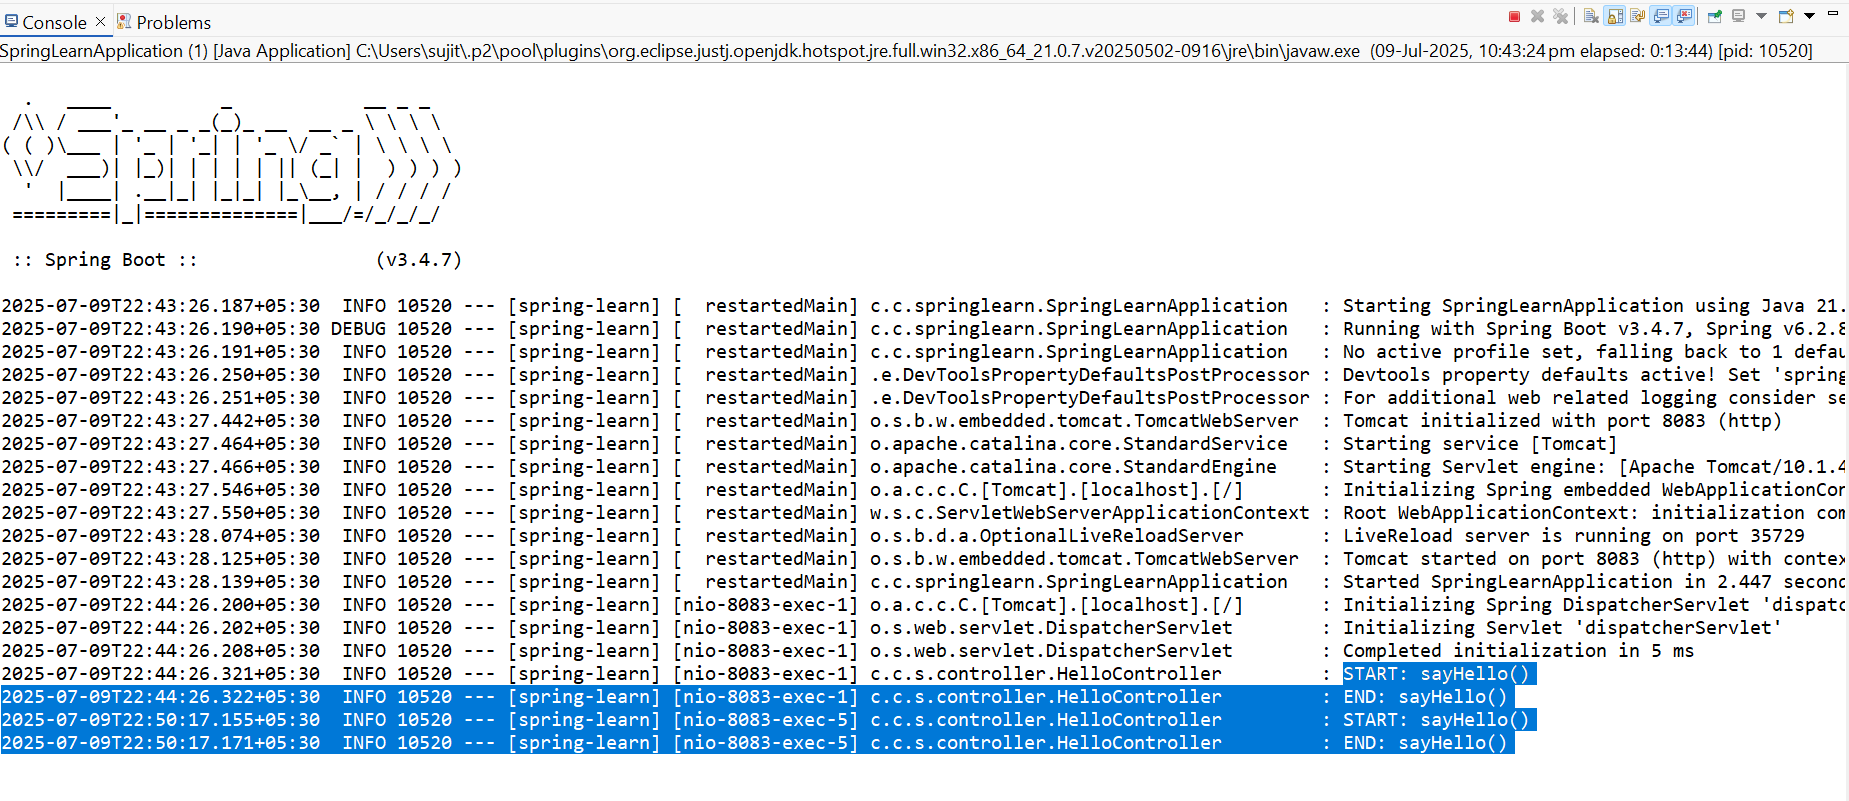 Console × Problems
SpringLearnApplication (1) [Java Application] C:\Users\sujit\.p2\pool\plugins\org.eclipse.justj.openjdk.hotspot.jre.full.win32.x86_64_21.0.7.v20250502-0916\jre\bin\javaw.exe (09-Jul-2025, 10:43:24 pm elapsed: 0:13:44) [pid: 10520]
  .   ____          _            __ _ _
 /\\ / ___'_ __ _ _(_)_ __  __ _ \ \ \ \
( ( )\___ | '_ | '_| | '_ \/ _` | \ \ \ \
 \\/  ___)| |_)| | | | | || (_| |  ) ) ) )
  '  |____| .__|_| |_|_| |_\__, | / / / /
 =========|_|==============|___/=/_/_/_/
 :: Spring Boot ::                (v3.4.7)
2025-07-09T22:43:26.187+05:30  INFO 10520 --- [spring-learn] [  restartedMain] c.c.springlearn.SpringLearnApplication   : Starting SpringLearnApplication using Java 21.
2025-07-09T22:43:26.190+05:30 DEBUG 10520 --- [spring-learn] [  restartedMain] c.c.springlearn.SpringLearnApplication   : Running with Spring Boot v3.4.7, Spring v6.2.8
2025-07-09T22:43:26.191+05:30  INFO 10520 --- [spring-learn] [  restartedMain] c.c.springlearn.SpringLearnApplication   : No active profile set, falling back to 1 defau
2025-07-09T22:43:26.250+05:30  INFO 10520 --- [spring-learn] [  restartedMain] .e.DevToolsPropertyDefaultsPostProcessor : Devtools property defaults active! Set 'spring
2025-07-09T22:43:26.251+05:30  INFO 10520 --- [spring-learn] [  restartedMain] .e.DevToolsPropertyDefaultsPostProcessor : For additional web related logging consider se
2025-07-09T22:43:27.442+05:30  INFO 10520 --- [spring-learn] [  restartedMain] o.s.b.w.embedded.tomcat.TomcatWebServer  : Tomcat initialized with port 8083 (http)
2025-07-09T22:43:27.464+05:30  INFO 10520 --- [spring-learn] [  restartedMain] o.apache.catalina.core.StandardService   : Starting service [Tomcat]
2025-07-09T22:43:27.466+05:30  INFO 10520 --- [spring-learn] [  restartedMain] o.apache.catalina.core.StandardEngine    : Starting Servlet engine: [Apache Tomcat/10.1.4
2025-07-09T22:43:27.546+05:30  INFO 10520 --- [spring-learn] [  restartedMain] o.a.c.c.C.[Tomcat].[localhost].[/]       : Initializing Spring embedded WebApplicationCon
2025-07-09T22:43:27.550+05:30  INFO 10520 --- [spring-learn] [  restartedMain] w.s.c.ServletWebServerApplicationContext : Root WebApplicationContext: initialization com
2025-07-09T22:43:28.074+05:30  INFO 10520 --- [spring-learn] [  restartedMain] o.s.b.d.a.OptionalLiveReloadServer       : LiveReload server is running on port 35729
2025-07-09T22:43:28.125+05:30  INFO 10520 --- [spring-learn] [  restartedMain] o.s.b.w.embedded.tomcat.TomcatWebServer  : Tomcat started on port 8083 (http) with contex
2025-07-09T22:43:28.139+05:30  INFO 10520 --- [spring-learn] [  restartedMain] c.c.springlearn.SpringLearnApplication   : Started SpringLearnApplication in 2.447 second
2025-07-09T22:44:26.200+05:30  INFO 10520 --- [spring-learn] [nio-8083-exec-1] o.a.c.c.C.[Tomcat].[localhost].[/]       : Initializing Spring DispatcherServlet 'dispatc
2025-07-09T22:44:26.202+05:30  INFO 10520 --- [spring-learn] [nio-8083-exec-1] o.s.web.servlet.DispatcherServlet        : Initializing Servlet 'dispatcherServlet'
2025-07-09T22:44:26.208+05:30  INFO 10520 --- [spring-learn] [nio-8083-exec-1] o.s.web.servlet.DispatcherServlet        : Completed initialization in 5 ms
2025-07-09T22:44:26.321+05:30  INFO 10520 --- [spring-learn] [nio-8083-exec-1] c.c.s.controller.HelloController         : START: sayHello()
2025-07-09T22:44:26.322+05:30  INFO 10520 --- [spring-learn] [nio-8083-exec-1] c.c.s.controller.HelloController         : END: sayHello()
2025-07-09T22:50:17.155+05:30  INFO 10520 --- [spring-learn] [nio-8083-exec-5] c.c.s.controller.HelloController         : START: sayHello()
2025-07-09T22:50:17.171+05:30  INFO 10520 --- [spring-learn] [nio-8083-exec-5] c.c.s.controller.HelloController         : END: sayHello()